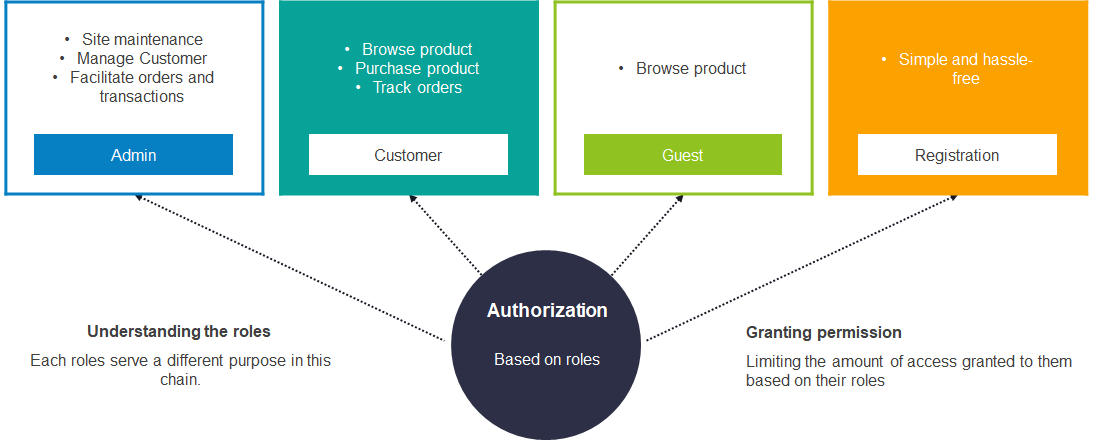 • Site maintenance
• Manage Customer
• Facilitate orders and
transactions
Admin
• Browse product
• Purchase product
• Track orders
Customer
• Browse product
Guest
• Simple and hassle-
free
Registration
Authorization
Based on roles
Understanding the roles
Each roles serve a different purpose in this
chain.
Granting permission
Limiting the amount of access granted to them
based on their roles